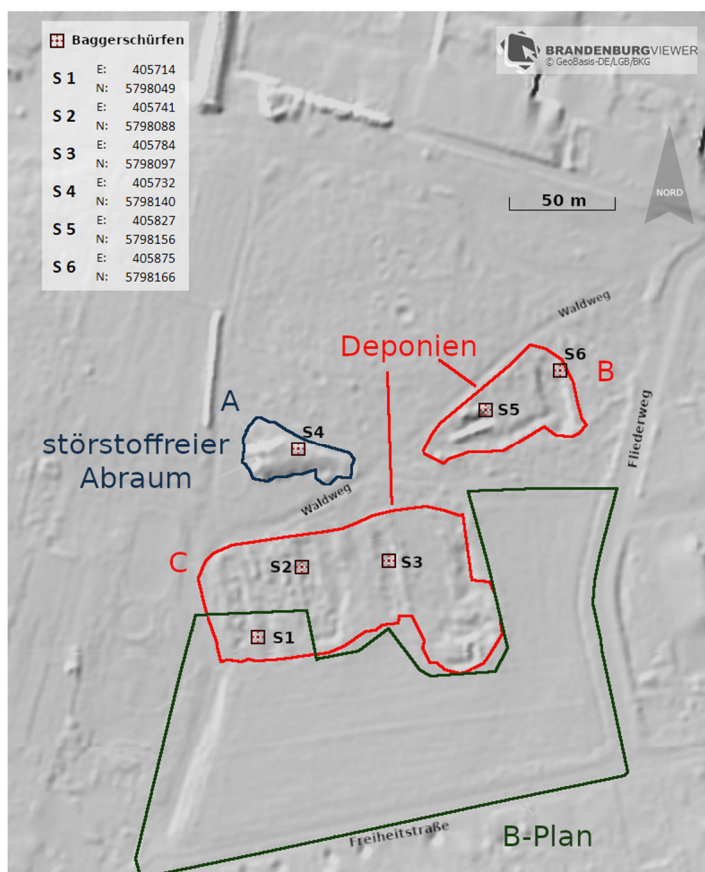 Baggerschürfen
S 1 E: 405714
N: 5798049
S 2 E: 405741
N: 5798088
S 3 E: 405784
N: 5798097
S 4 E: 405732
N: 5798140
S 5 E: 405827
N: 5798156
S 6 E: 405875
N: 5798166
BRANDENBURGVIEWER
© GeoBasis-DE/LGB/BKG
NORD
50 m
Waldweg
Deponien
S6
B
A
S5
Fliederweg
S4
störstoffreier
Abraum
Waldweg
C
S2
S3
S1
Freiheitstraße
B-Plan